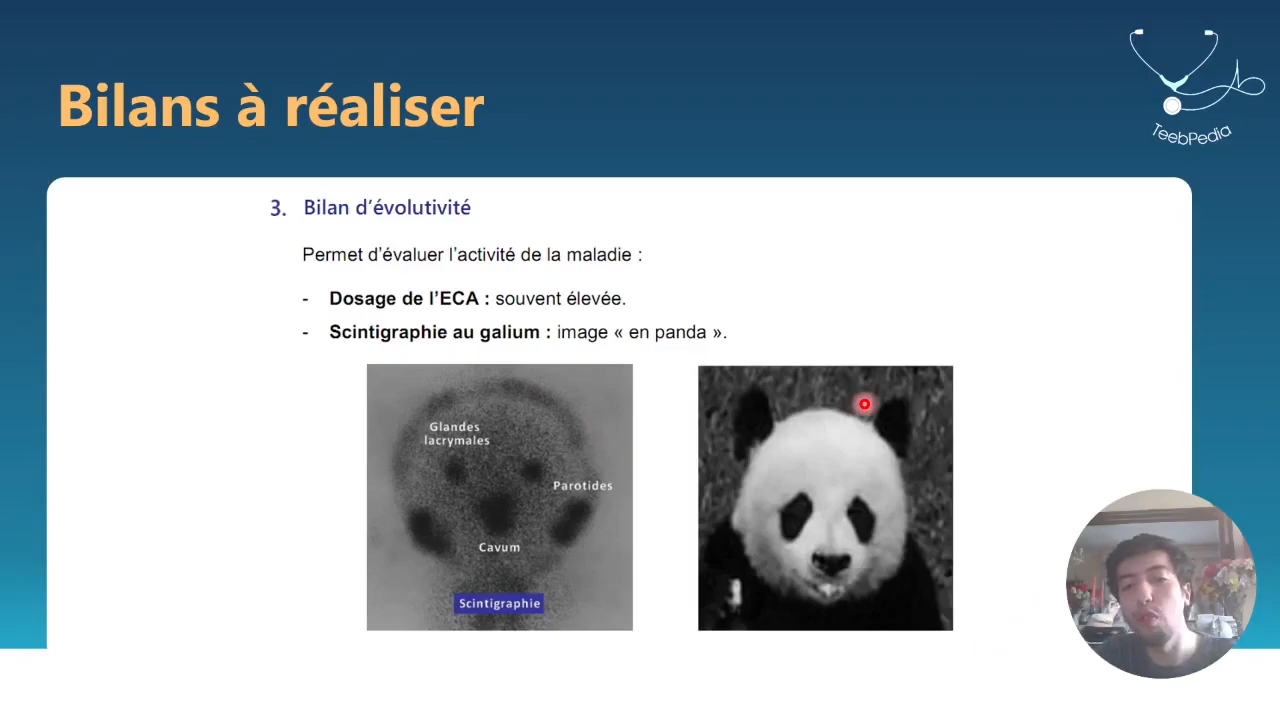 Bilans à réaliser
TeebPedia
3. Bilan d'évolutivité
Permet d'évaluer l'activité de la maladie :
- Dosage de l'ECA : souvent élevée.
- Scintigraphie au galium : image « en panda ».
Glandes
lacrymales
Parotides
Cavum
Scintigraphie